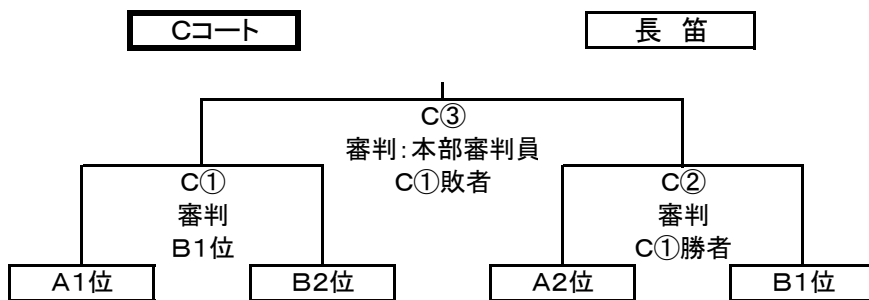 Cコート
長 笛
C③
審判：本部審判員
C①敗者
C①
審判
B1位
C②
審判
C①勝者
A1位
B2位
A2位
B1位